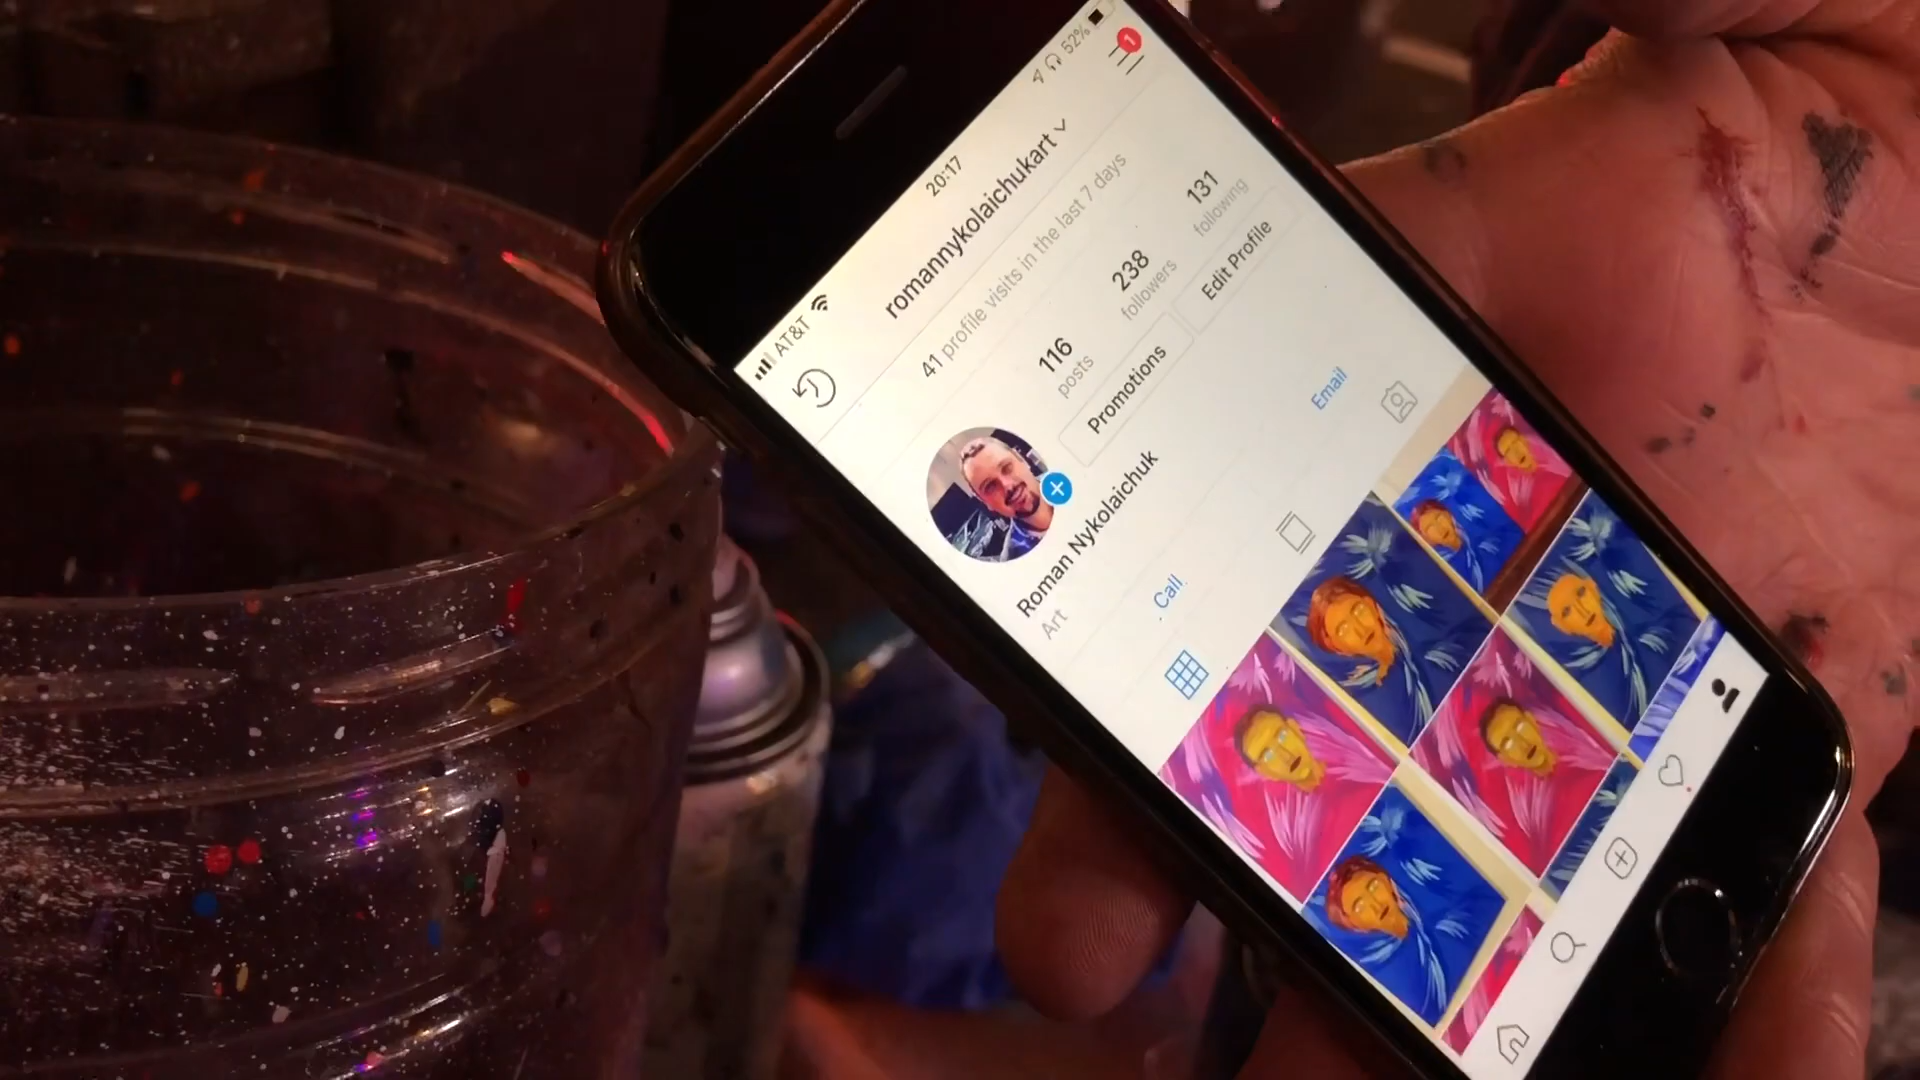 AT&T 20:17 52%
1
romannykolaichukart
41 profile visits in the last 7 days
116 238 131
posts followers following
Promotions Edit Profile
Roman Nykolaichuk
Art
Call Email